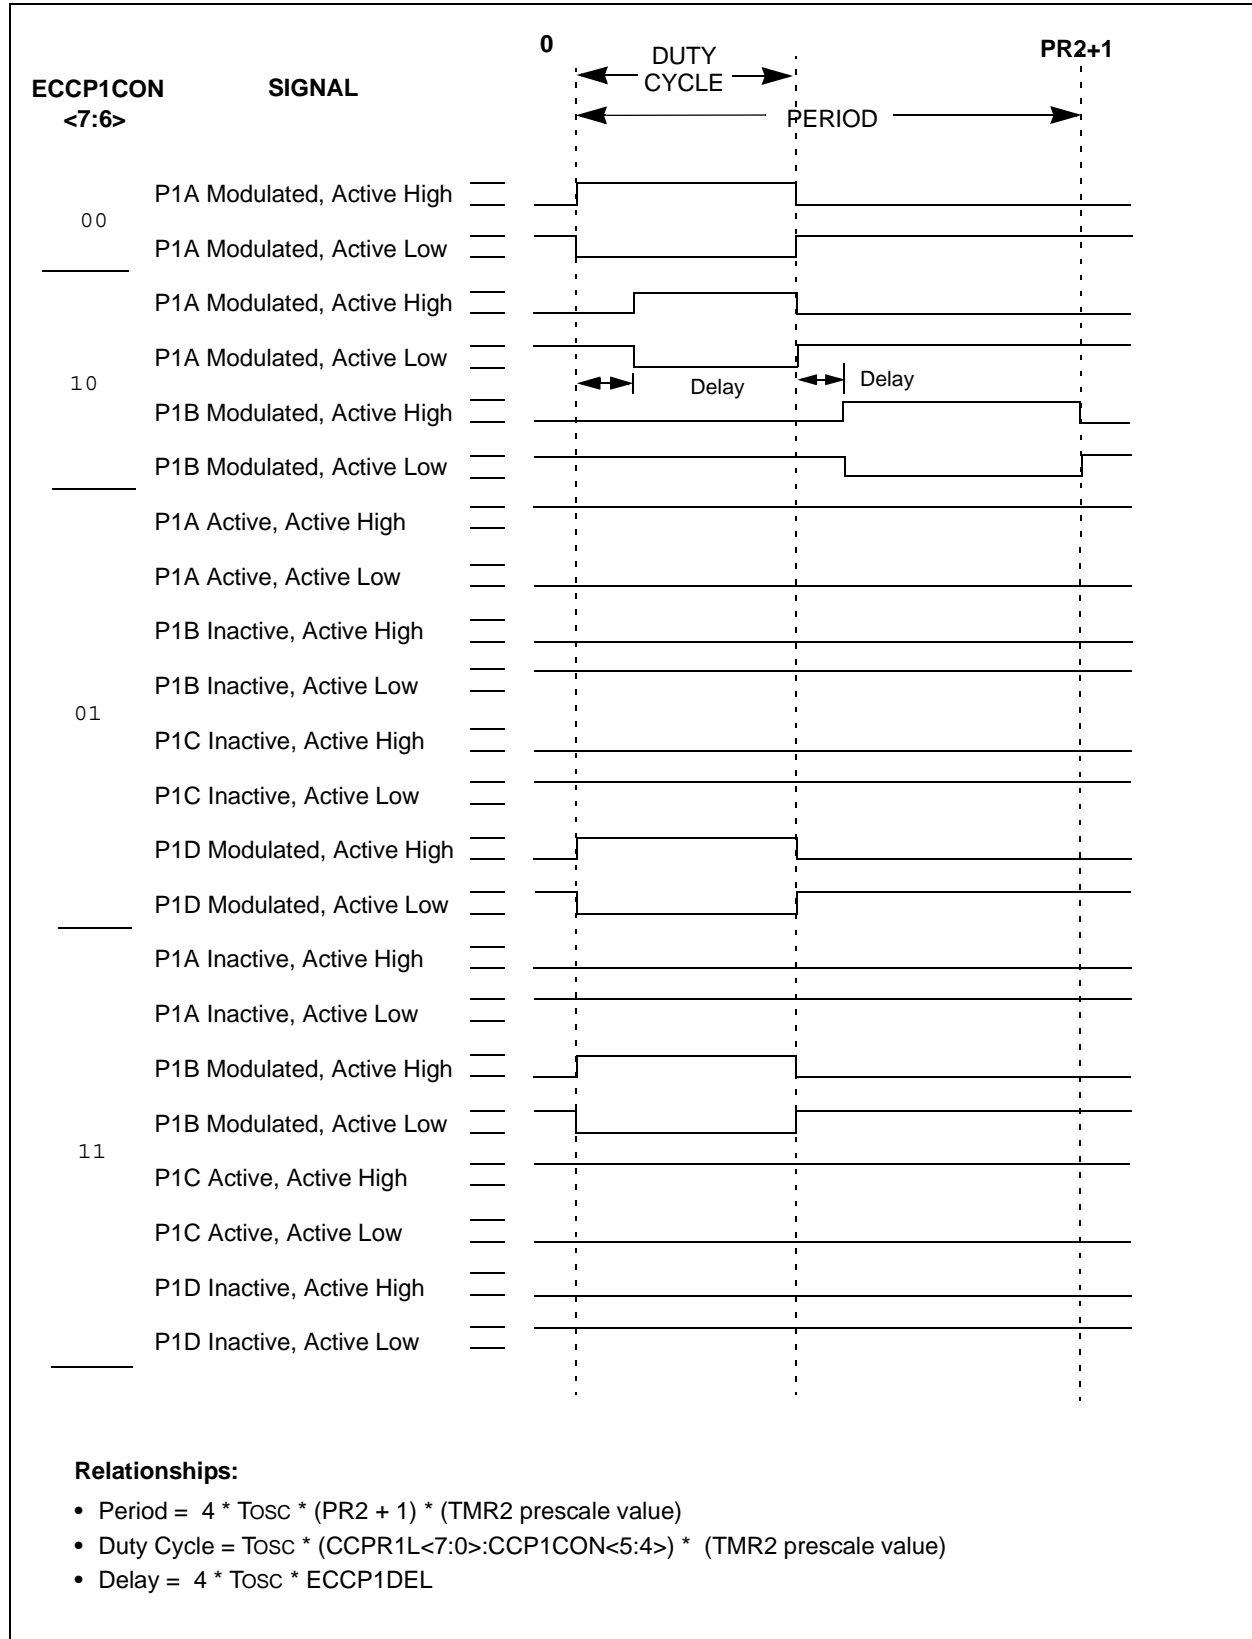 0
PR2+1
DUTY
CYCLE
PERIOD
ECCP1CON
<7:6>
SIGNAL
00
P1A Modulated, Active High
P1A Modulated, Active Low
10
P1A Modulated, Active High
P1A Modulated, Active Low
Delay
Delay
P1B Modulated, Active High
P1B Modulated, Active Low
01
P1A Active, Active High
P1A Active, Active Low
P1B Inactive, Active High
P1B Inactive, Active Low
P1C Inactive, Active High
P1C Inactive, Active Low
P1D Modulated, Active High
P1D Modulated, Active Low
11
P1A Inactive, Active High
P1A Inactive, Active Low
P1B Modulated, Active High
P1B Modulated, Active Low
P1C Active, Active High
P1C Active, Active Low
P1D Inactive, Active High
P1D Inactive, Active Low
Relationships:
• Period = 4 * TOSC * (PR2 + 1) * (TMR2 prescale value)
• Duty Cycle = TOSC * (CCPR1L<7:0>:CCP1CON<5:4>) * (TMR2 prescale value)
• Delay = 4 * TOSC * ECCP1DEL